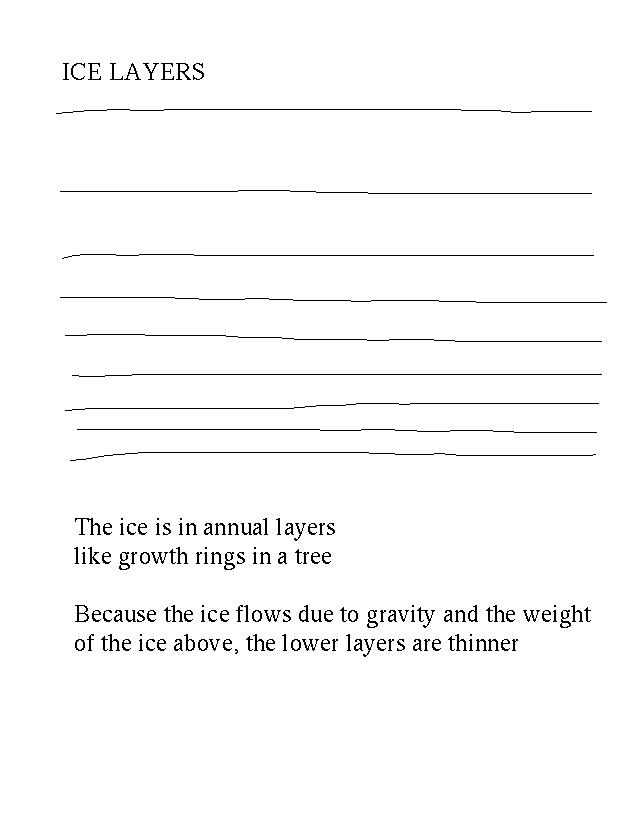 ICE LAYERS
The ice is in annual layers
like growth rings in a tree
Because the ice flows due to gravity and the weight
of the ice above, the lower layers are thinner